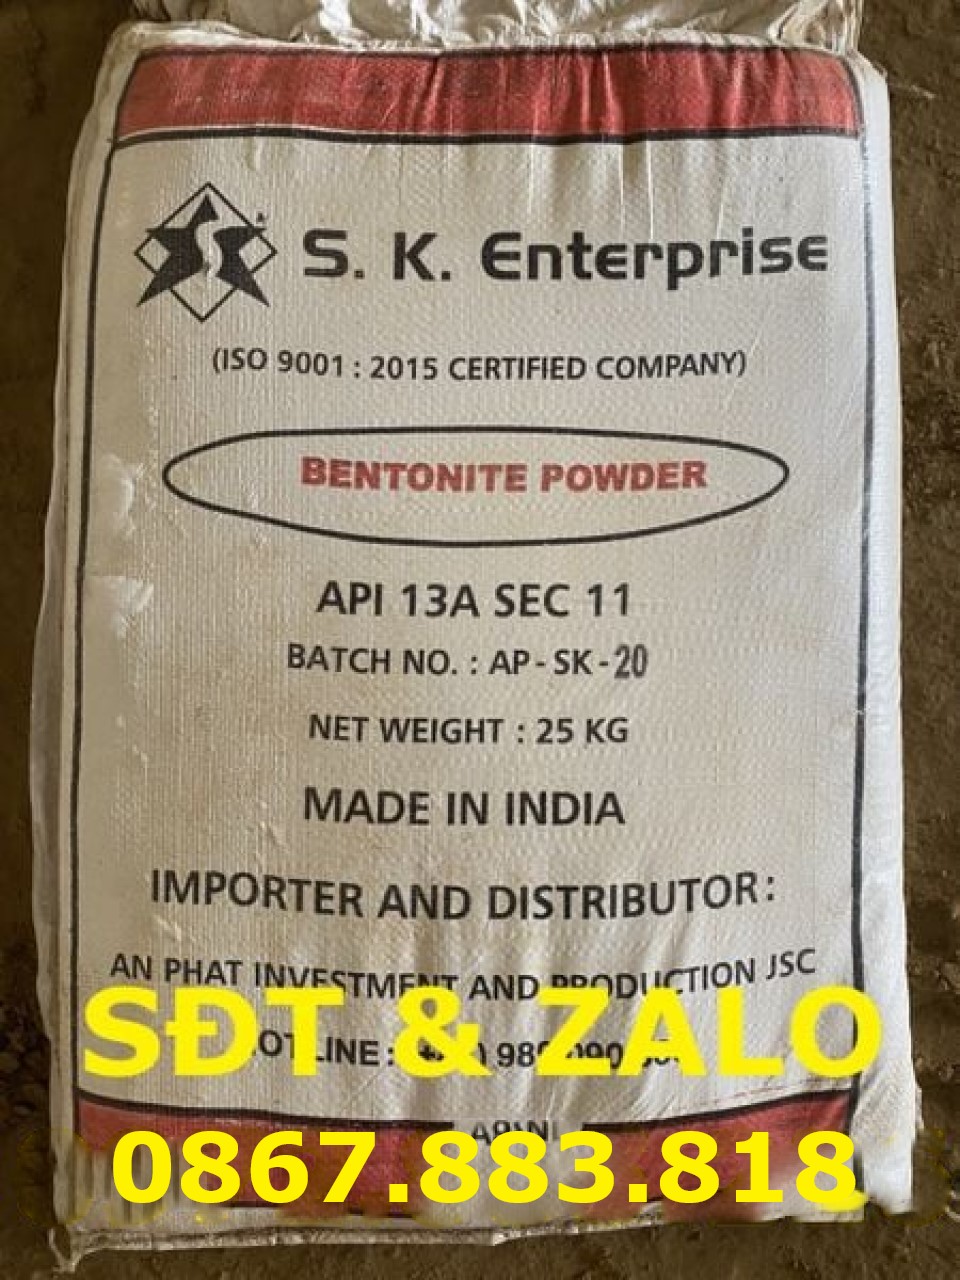 S. K. Enterprise
(ISO 9001 : 2015 CERTIFIED COMPANY)
BENTONITE POWDER
API 13A SEC 11
BATCH NO. : AP - SK - 20
NET WEIGHT : 25 KG
MADE IN INDIA
IMPORTER AND DISTRIBUTOR:
AN PHAT INVESTMENT AND PRODUCTION JSC
SĐT & ZALO
0867.883.818